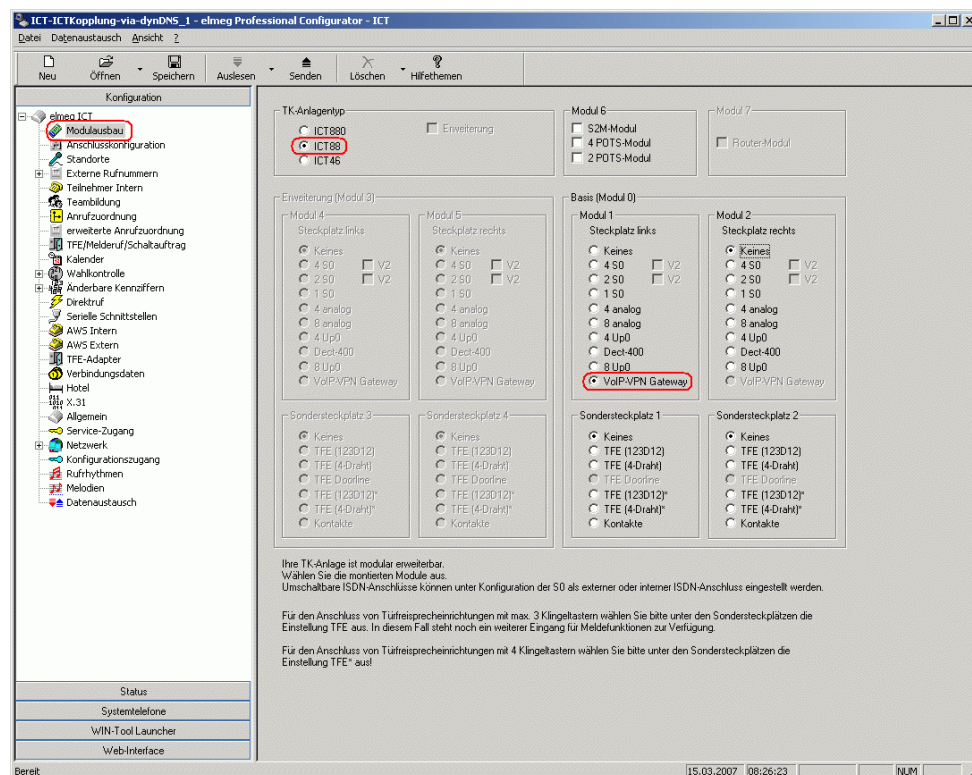 ICT-ICTKopplung-via-dynDNS_1 - elmeg Professional Configurator - ICT
Datei Datenaustausch Ansicht ?
Neu Öffnen Speichern Auslesen Senden Löschen Hilfethemen
Konfiguration
elmeg ICT
Modulausbau
Anschlusskonfiguration
Standorte
Externe Rufnummern
Teilnehmer Intern
Teambildung
Anrufzuordnung
erweiterte Anrufzuordnung
TFE/Melderuf/Schaltauftrag
Kalender
Wahlkontrolle
Änderbare Kennziffern
Direktruf
Serielle Schnittstellen
AWS Intern
AWS Extern
TFE-Adapter
Verbindungsdaten
Hotel
X.31
Allgemein
Service-Zugang
Netzwerk
Konfigurationszugang
Rufrhythmen
Melodien
Datenaustausch
Status
Systemtelefone
WIN-Tool Launcher
Web-Interface
TK-Anlagentyp
ICT880
Erweiterung
ICT88
ICT46
Modul 6
S2M-Modul
4 POTS-Modul
2 POTS-Modul
Modul 7
Router-Modul
Erweiterung (Modul 3)
Modul 4
Steckplatz links
Keines
4 S0 V2
2 S0 V2
1 S0
4 analog
8 analog
4 Up0
Dect-400
8 Up0
VoIP-VPN Gateway
Modul 5
Steckplatz rechts
Keines
4 S0 V2
2 S0 V2
1 S0
4 analog
8 analog
4 Up0
Dect-400
8 Up0
VoIP-VPN Gateway
Sondersteckplatz 3
Keines
TFE (123D12)
TFE (4-Draht)
TFE Doorline
TFE (123D12)*
TFE (4-Draht)*
Kontakte
Sondersteckplatz 4
Keines
TFE (123D12)
TFE (4-Draht)
TFE Doorline
TFE (123D12)*
TFE (4-Draht)*
Kontakte
Basis (Modul 0)
Modul 1
Steckplatz links
Keines
4 S0 V2
2 S0 V2
1 S0
4 analog
8 analog
4 Up0
Dect-400
8 Up0
VoIP-VPN Gateway
Modul 2
Steckplatz rechts
Keines
4 S0 V2
2 S0 V2
1 S0
4 analog
8 analog
4 Up0
Dect-400
8 Up0
VoIP-VPN Gateway
Sondersteckplatz 1
Keines
TFE (123D12)
TFE (4-Draht)
TFE Doorline
TFE (123D12)*
TFE (4-Draht)*
Kontakte
Sondersteckplatz 2
Keines
TFE (123D12)
TFE (4-Draht)
TFE Doorline
TFE (123D12)*
TFE (4-Draht)*
Kontakte
Ihre TK-Anlage ist modular erweiterbar.
Wählen Sie die montierten Module aus.
Umschaltbare ISDN-Anschlüsse können unter Konfiguration der S0 als externer oder interner ISDN-Anschluss eingestellt werden.
Für den Anschluss von Türfreisprecheinrichtungen mit max. 3 Klingeltastern wählen Sie bitte unter den Sondersteckplätzen die
Einstellung TFE aus. In diesem Fall steht noch ein weiterer Eingang für Meldefunktionen zur Verfügung.
Für den Anschluss von Türfreisprecheinrichtungen mit 4 Klingeltastern wählen Sie bitte unter den Sondersteckplätzen die
Einstellung TFE* aus!
Bereit 15.03.2007 08:26:23 NUM